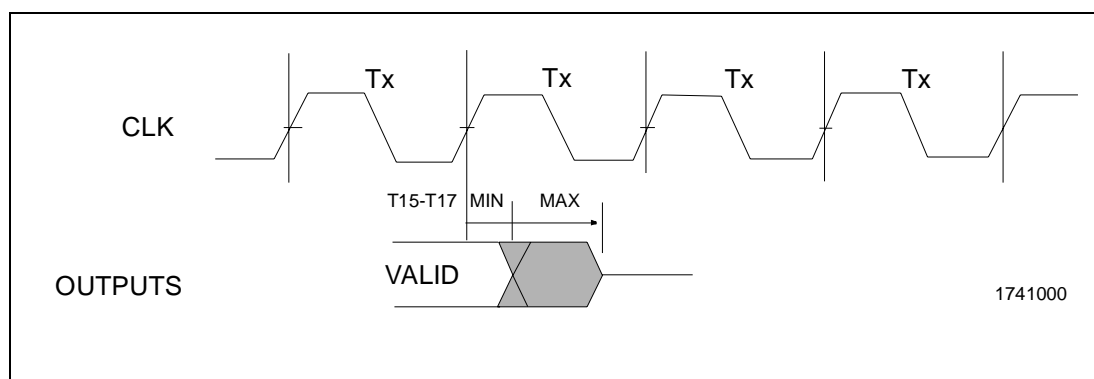 Tx Tx Tx Tx
CLK
T15-T17 MIN MAX
VALID
OUTPUTS
1741000